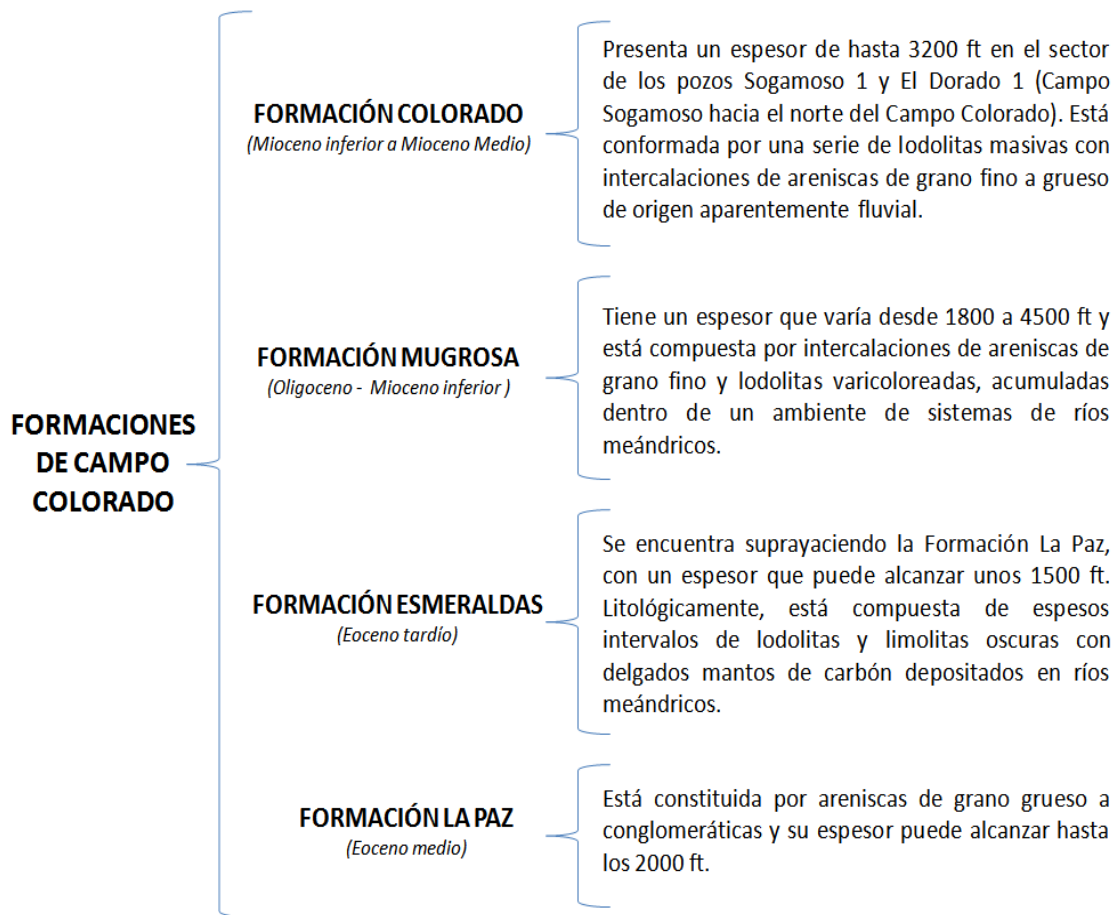 FORMACIONES
DE CAMPO
COLORADO
FORMACIÓN COLORADO
(Mioceno inferior a Mioceno Medio)
Presenta un espesor de hasta 3200 ft en el sector
de los pozos Sogamoso 1 y El Dorado 1 (Campo
Sogamoso hacia el norte del Campo Colorado). Está
conformada por una serie de lodolitas masivas con
intercalaciones de areniscas de grano fino a grueso
de origen aparentemente fluvial.
FORMACIÓN MUGROSA
(Oligoceno - Mioceno inferior )
Tiene un espesor que varía desde 1800 a 4500 ft y
está compuesta por intercalaciones de areniscas de
grano fino y lodolitas varicoloreadas, acumuladas
dentro de un ambiente de sistemas de ríos
meándricos.
FORMACIÓN ESMERALDAS
(Eoceno tardío)
Se encuentra suprayaciendo la Formación La Paz,
con un espesor que puede alcanzar unos 1500 ft.
Litológicamente, está compuesta de espesos
intervalos de lodolitas y limolitas oscuras con
delgados mantos de carbón depositados en ríos
meándricos.
FORMACIÓN LA PAZ
(Eoceno medio)
Está constituida por areniscas de grano grueso a
conglomeráticas y su espesor puede alcanzar hasta
los 2000 ft.